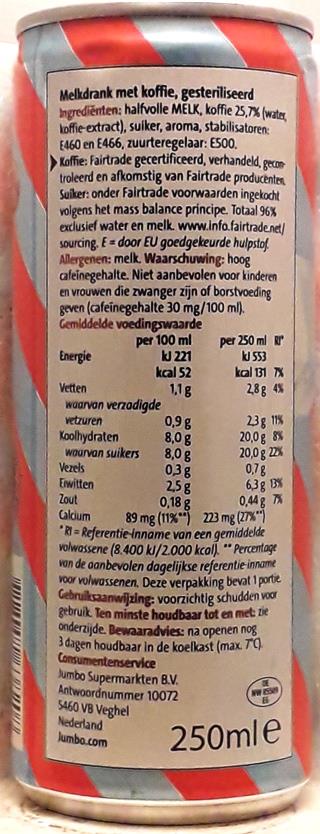 Melkdrank met koffie, gesteriliseerd
Ingrediënten: halfvolle MELK, koffie 25,7% (water,
koffie-extract), suiker, aroma, stabilisatoren:
E460 en E466, zuurteregelaar: E500.
Koffie: Fairtrade gecertificeerd, verhandeld, gecon-
troleerd en afkomstig van Fairtrade producenten.
Suiker: onder Fairtrade voorwaarden ingekocht
volgens het mass balance principe. Totaal 96%
exclusief water en melk. www.info.fairtrade.net/
sourcing. E = door EU goedgekeurde hulpstof.
Allergenen: melk. Waarschuwing: hoog
cafeïnegehalte. Niet aanbevolen voor kinderen
en vrouwen die zwanger zijn of borstvoeding
geven (cafeïnegehalte 30 mg/100 ml).
Gemiddelde voedingswaarde
per 100 ml per 250 ml RI*
Energie kJ 221 kJ 553
kcal 52 kcal 131 7%
Vetten 1,1 g 2,8 g 4%
waarvan verzadigde
vetzuren 0,9 g 2,3 g 11%
Koolhydraten 8,0 g 20,0 g 8%
waarvan suikers 8,0 g 20,0 g 22%
Vezels 0,3 g 0,7 g
Eiwitten 2,5 g 6,3 g 13%
Zout 0,18 g 0,44 g 7%
Calcium 89 mg (11%**) 223 mg (27%**)
*RI = Referentie-inname van een gemiddelde
volwassene (8.400 kJ/2.000 kcal). ** Percentage
van de aanbevolen dagelijkse referentie-inname
voor volwassenen. Deze verpakking bevat 1 portie.
Gebruiksaanwijzing: voorzichtig schudden voor
gebruik. Ten minste houdbaar tot en met: zie
onderzijde. Bewaaradvies: na openen nog
3 dagen houdbaar in de koelkast (max. 7°C).
Consumentenservice
Jumbo Supermarkten B.V.
Antwoordnummer 10072
5460 VB Veghel
Nederland
Jumbo.com
DE
NW
EG
250ml e